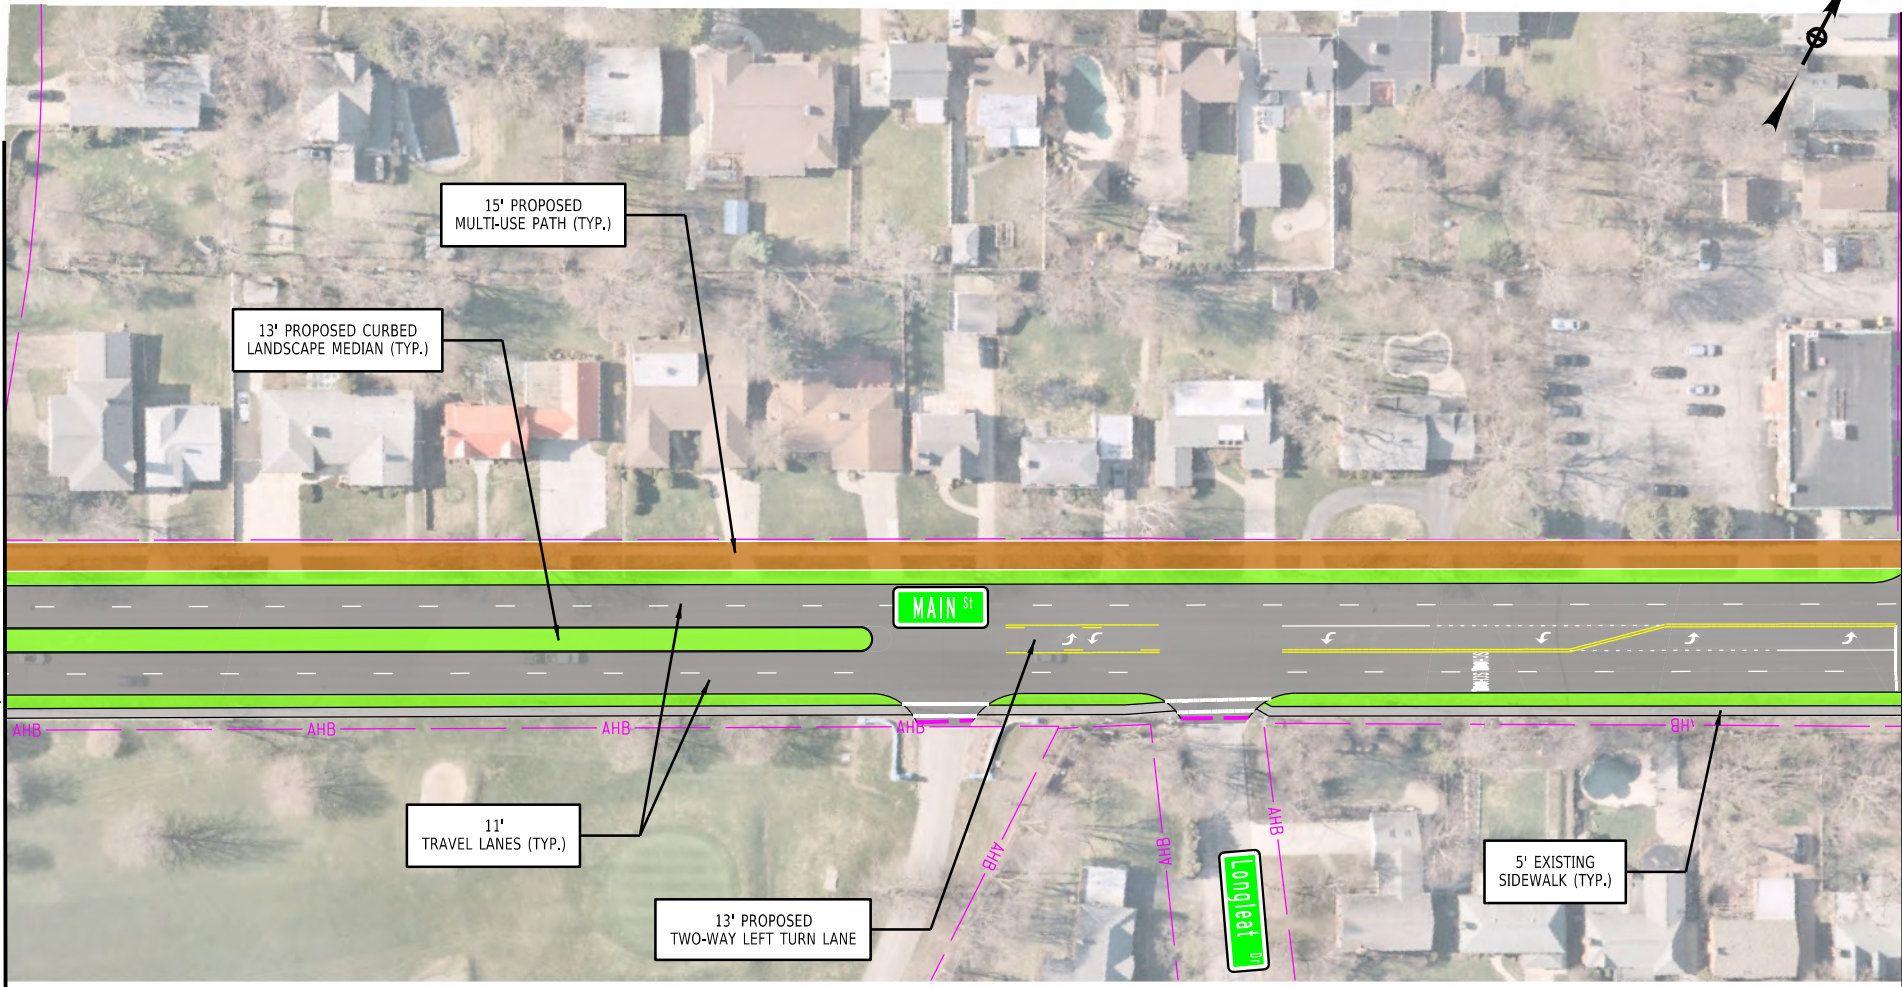 15' PROPOSED
MULTI-USE PATH (TYP.)
13' PROPOSED CURBED
LANDSCAPE MEDIAN (TYP.)
MAIN St
AHB
AHB
AHB
AHB
11'
TRAVEL LANES (TYP.)
13' PROPOSED
TWO-WAY LEFT TURN LANE
AHB
AHB
AHB
Longleat Dr
5' EXISTING
SIDEWALK (TYP.)